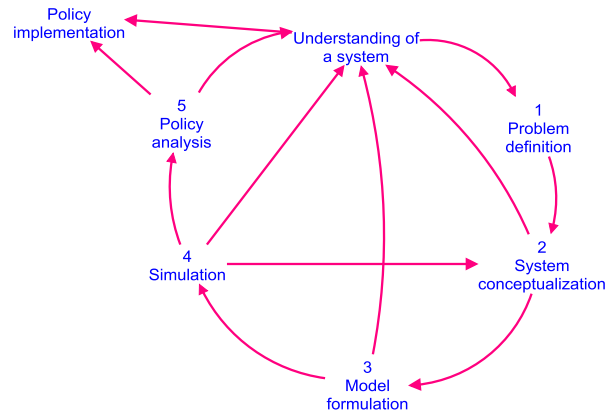 Policy
implementation
Understanding of
a system
1
Problem
definition
2
System
conceptualization
3
Model
formulation
4
Simulation
5
Policy
analysis